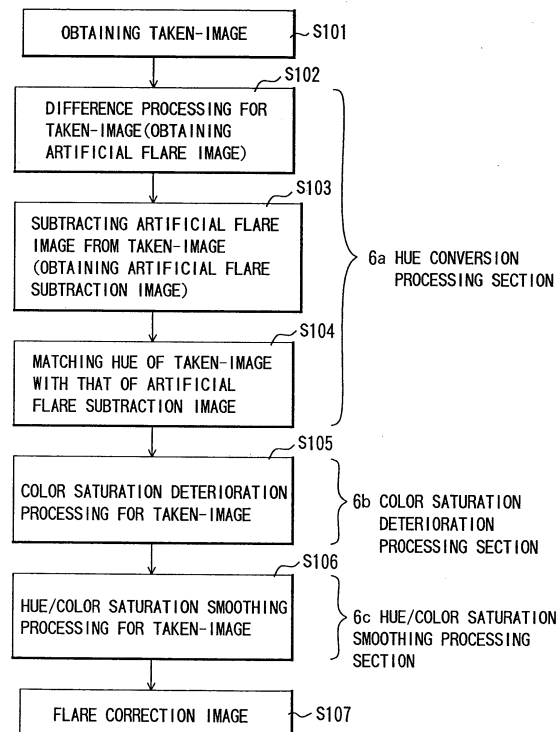 OBTAINING TAKEN-IMAGE
S101
S102
DIFFERENCE PROCESSING FOR
TAKEN-IMAGE(OBTAINING
ARTIFICIAL FLARE IMAGE)
S103
SUBTRACTING ARTIFICIAL FLARE
IMAGE FROM TAKEN-IMAGE
(OBTAINING ARTIFICIAL FLARE
SUBTRACTION IMAGE)
6a HUE CONVERSION
PROCESSING SECTION
S104
MATCHING HUE OF TAKEN-IMAGE
WITH THAT OF ARTIFICIAL
FLARE SUBTRACTION IMAGE
S105
COLOR SATURATION DETERIORATION
PROCESSING FOR TAKEN-IMAGE
6b COLOR SATURATION
DETERIORATION
PROCESSING SECTION
S106
HUE/COLOR SATURATION SMOOTHING
PROCESSING FOR TAKEN-IMAGE
6c HUE/COLOR SATURATION
SMOOTHING PROCESSING
SECTION
FLARE CORRECTION IMAGE
S107